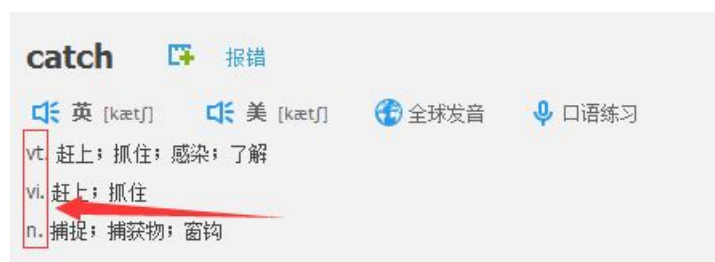 catch 报错
英 [kætʃ] 美 [kætʃ] 全球发音 口语练习
vt. 赶上；抓住；感染；了解
vi. 赶上；抓住
n. 捕捉；捕获物；窗钩